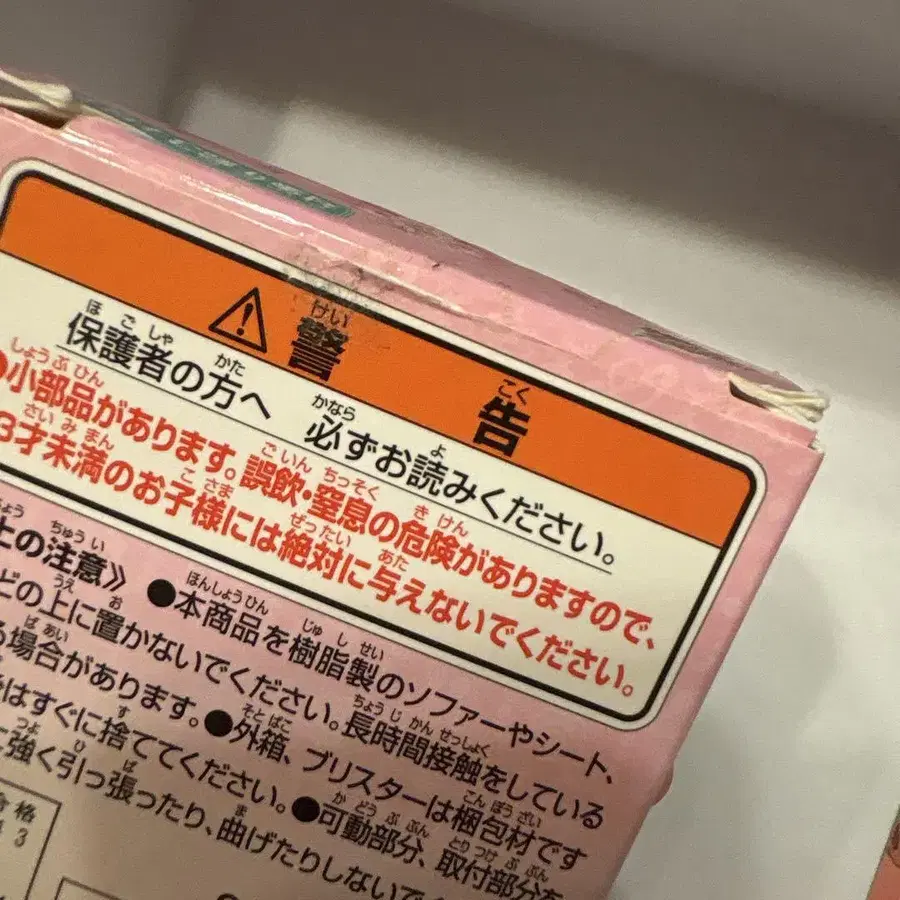 ⚠ 警告
保護者の方へ 必ずお読みください。
●小部品があります。誤飲・窒息の危険がありますので、
3才未満のお子様には絶対に与えないでください。
上の注意》 ●本商品を樹脂製のソファーやシート、
どの上に置かないでください。長時間接触をしている
る場合があります。●外箱、ブリスターは梱包材です
はすぐに捨ててください。●可動部分、取付部分を
強く引っ張ったり、曲げたりしないで
合格